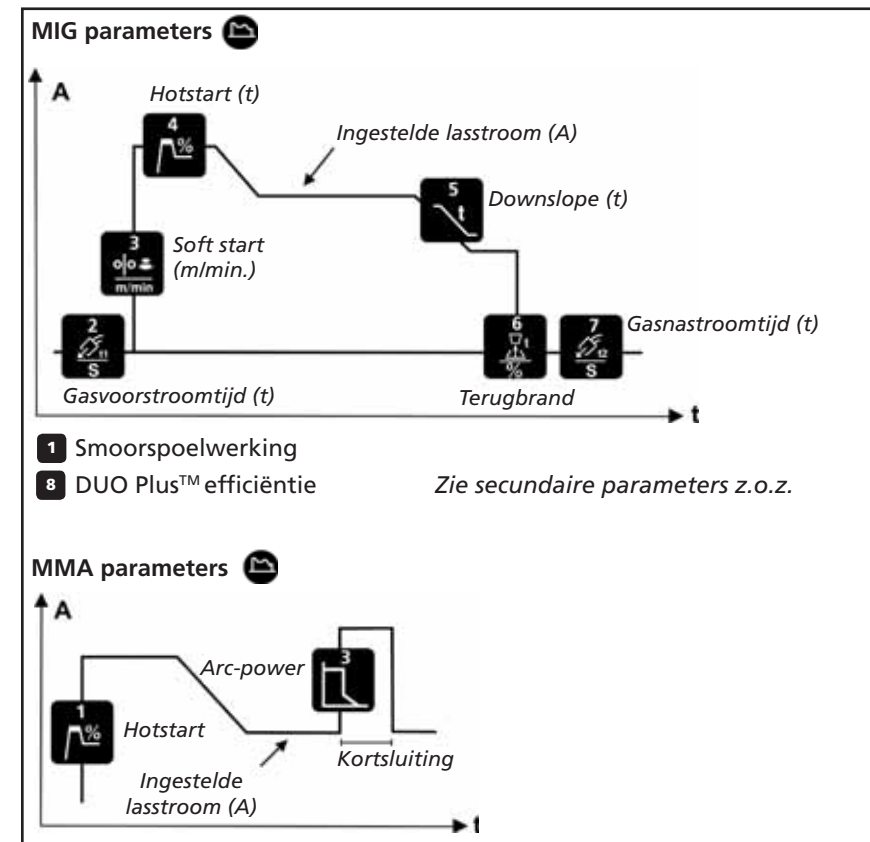 MIG parameters
A
Hotstart (t)
4
%
Ingestelde lasstroom (A)
5
t
Downslope (t)
3
m/min
Soft start
(m/min.)
2
t1
S
6
t
%
7
t2
S
Gasnastroomtijd (t)
Gasvoorstroomtijd (t)
Terugbrand
t
1 Smoorspoelwerking
8 DUO Plus™ efficiëntie
Zie secundaire parameters z.o.z.
MMA parameters
A
3
Arc-power
1
%
Hotstart
Kortsluiting
Ingestelde
lasstroom (A)
t